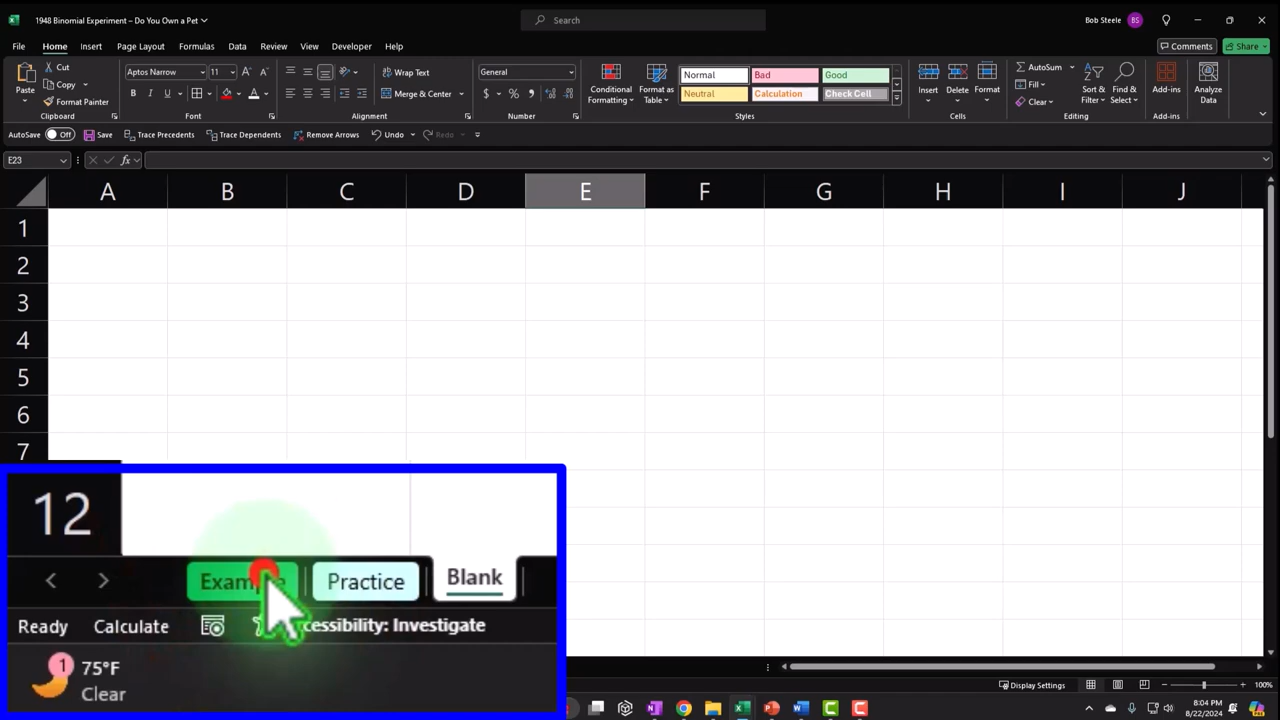 1948 Binomial Experiment – Do You Own a Pet
Search
Bob Steele
BS
File Home Insert Page Layout Formulas Data Review View Developer Help
Comments
Share
Paste
Cut
Copy
Format Painter
Clipboard
Aptos Narrow
11
B I U
Font
Wrap Text
Merge & Center
Alignment
General
$ % ,
Number
Conditional Formatting
Format as Table
Normal
Bad
Good
Neutral
Calculation
Check Cell
Styles
Insert
Delete
Format
Cells
AutoSum
Fill
Clear
Sort & Filter
Find & Select
Editing
Add-ins
Add-ins
Analyze Data
AutoSave Off Save Trace Precedents Trace Dependents Remove Arrows Undo Redo
E23
fx
A B C D E F G H I J
1
2
3
4
5
6
7
12
Practice
Blank
Ready
Calculate
Investigate
1
75°F
Clear
Display Settings
100%
8:04 PM
8/22/2024